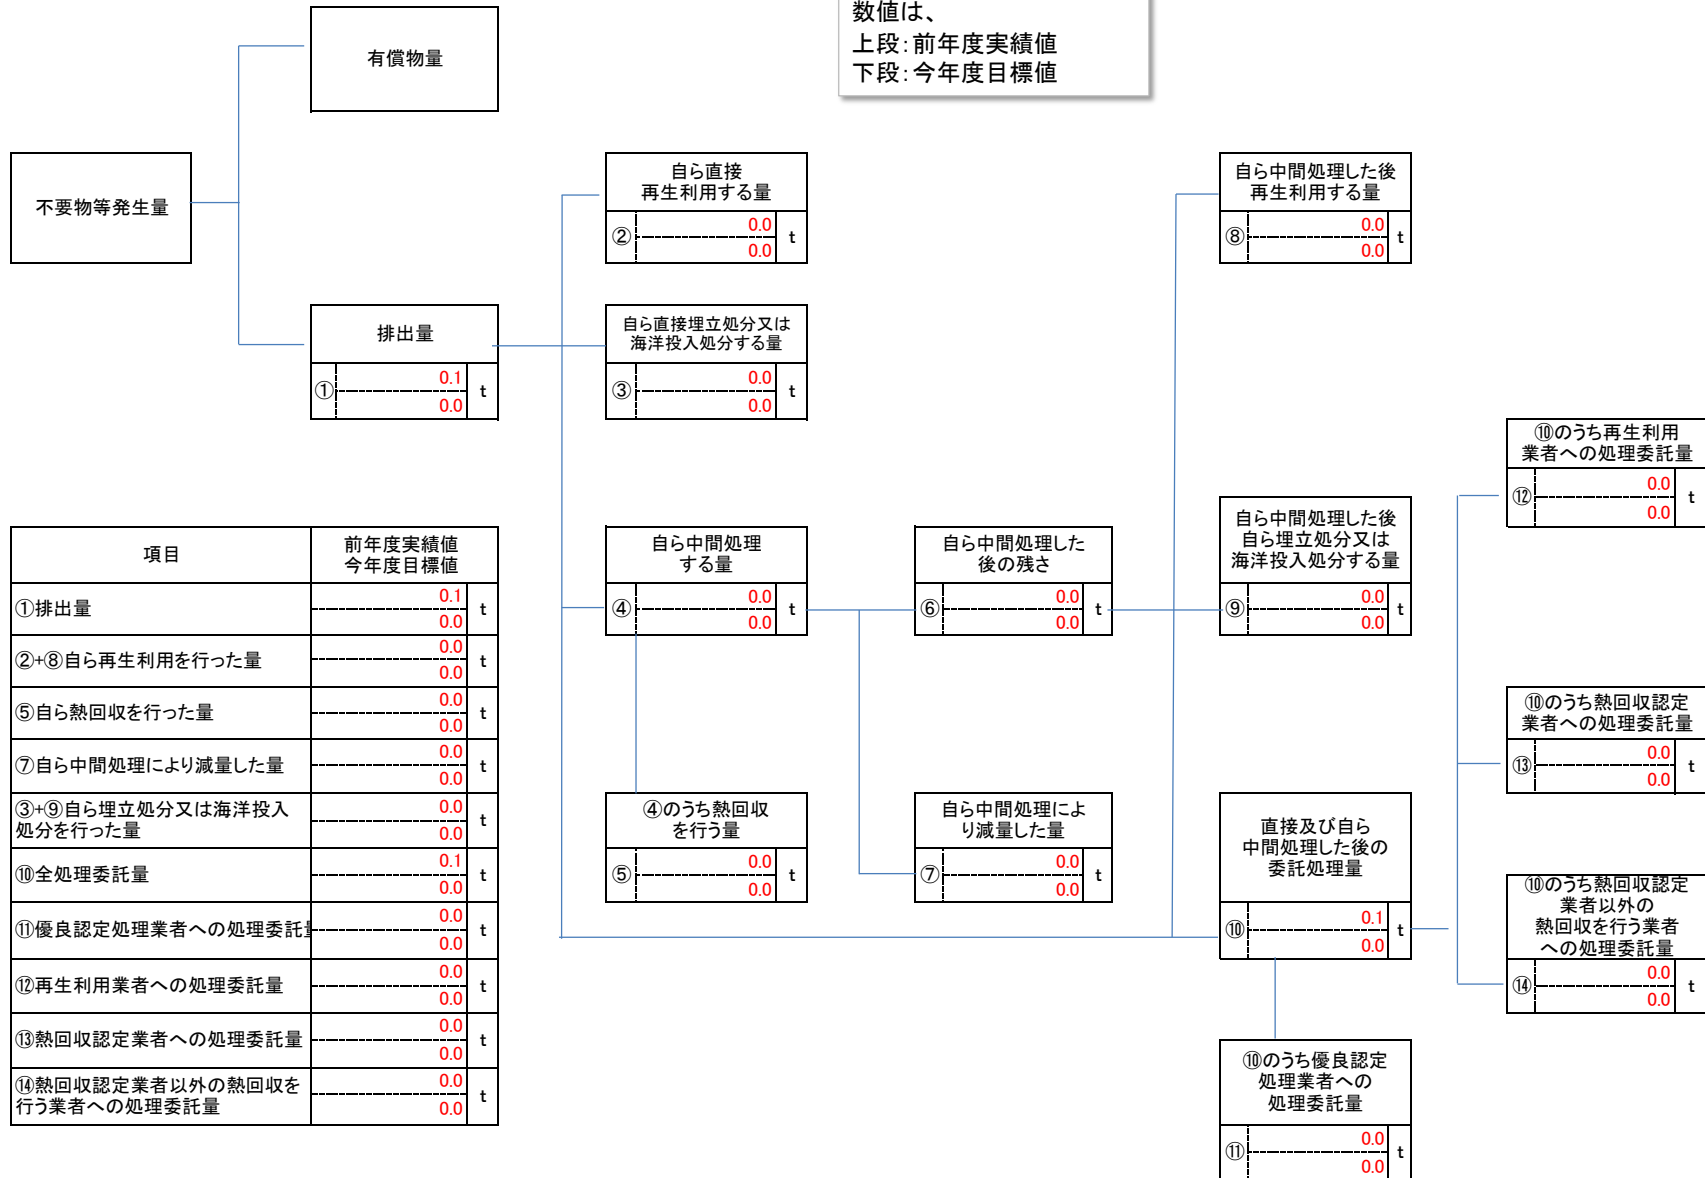 数値は、
上段：前年度実績値
下段：今年度目標値
有償物量
不要物等発生量
自ら直接
再生利用する量
② 0.0 t
0.0
自ら中間処理した後
再生利用する量
⑧ 0.0 t
0.0
排出量
① 0.1 t
0.0
自ら直接埋立処分又は
海洋投入処分する量
③ 0.0 t
0.0
⑩のうち再生利用
業者への処理委託量
⑫ 0.0 t
0.0
自ら中間処理
する量
④ 0.0 t
0.0
自ら中間処理した
後の残さ
⑥ 0.0 t
0.0
自ら中間処理した後
自ら埋立処分又は
海洋投入処分する量
⑨ 0.0 t
0.0
⑩のうち熱回収認定
業者への処理委託量
⑬ 0.0 t
0.0
④のうち熱回収
を行う量
⑤ 0.0 t
0.0
自ら中間処理によ
り減量した量
⑦ 0.0 t
0.0
直接及び自ら
中間処理した後の
委託処理量
⑩ 0.1 t
0.0
⑩のうち熱回収認定
業者以外の
熱回収を行う業者
への処理委託量
⑭ 0.0 t
0.0
⑩のうち優良認定
処理業者への
処理委託量
⑪ 0.0 t
0.0
項目 前年度実績値
今年度目標値
①排出量 0.1 t
0.0
②+⑧自ら再生利用を行った量 0.0 t
0.0
⑤自ら熱回収を行った量 0.0 t
0.0
⑦自ら中間処理により減量した量 0.0 t
0.0
③+⑨自ら埋立処分又は海洋投入
処分を行った量 0.0 t
0.0
⑩全処理委託量 0.1 t
0.0
⑪優良認定処理業者への処理委託量 0.0 t
0.0
⑫再生利用業者への処理委託量 0.0 t
0.0
⑬熱回収認定業者への処理委託量 0.0 t
0.0
⑭熱回収認定業者以外の熱回収を
行う業者への処理委託量 0.0 t
0.0